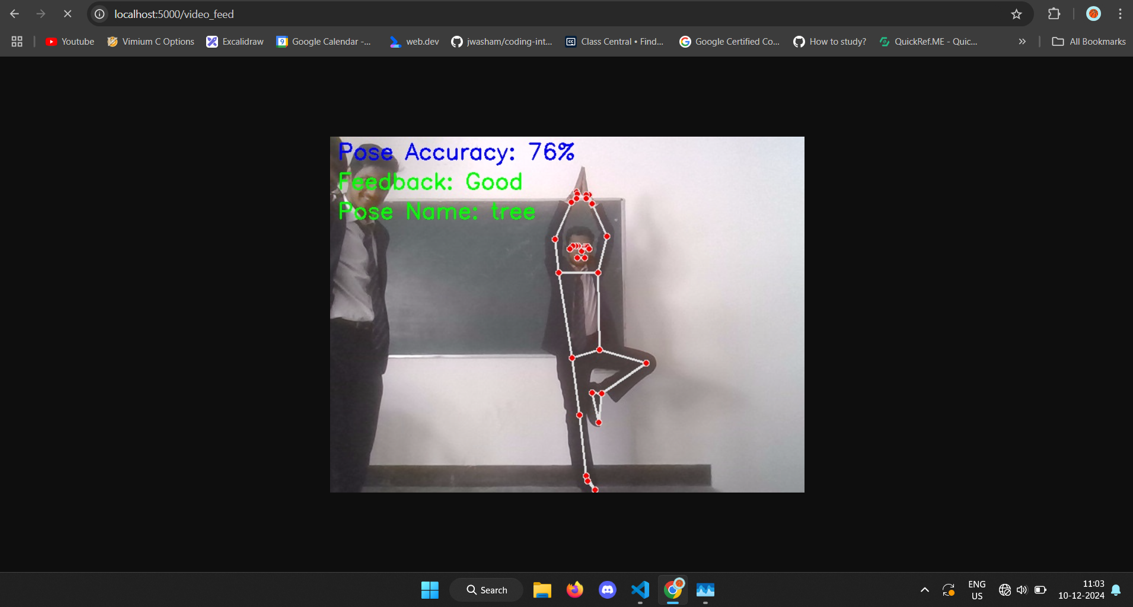 localhost:5000/video_feed
Youtube
Vimium C Options
Excalidraw
Google Calendar -...
web.dev
jwasham/coding-int...
Class Central • Find...
Google Certified Co...
How to study?
QuickRef.ME - Quic...
»
All Bookmarks
Pose Accuracy: 76%
Feedback: Good
Pose Name: tree
Search
ENG
US
11:03
10-12-2024